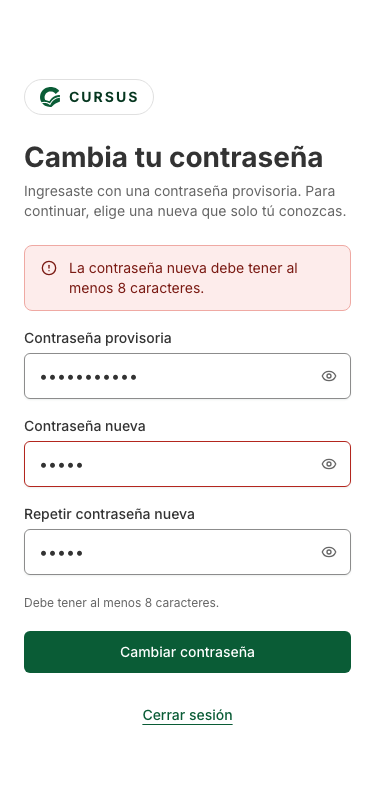 CURSUS
Cambia tu contraseña
Ingresaste con una contraseña provisoria. Para
continuar, elige una nueva que solo tú conozcas.
La contraseña nueva debe tener al
menos 8 caracteres.
Contraseña provisoria
•••••••••••
Contraseña nueva
•••••
Repetir contraseña nueva
•••••
Debe tener al menos 8 caracteres.
Cambiar contraseña
Cerrar sesión